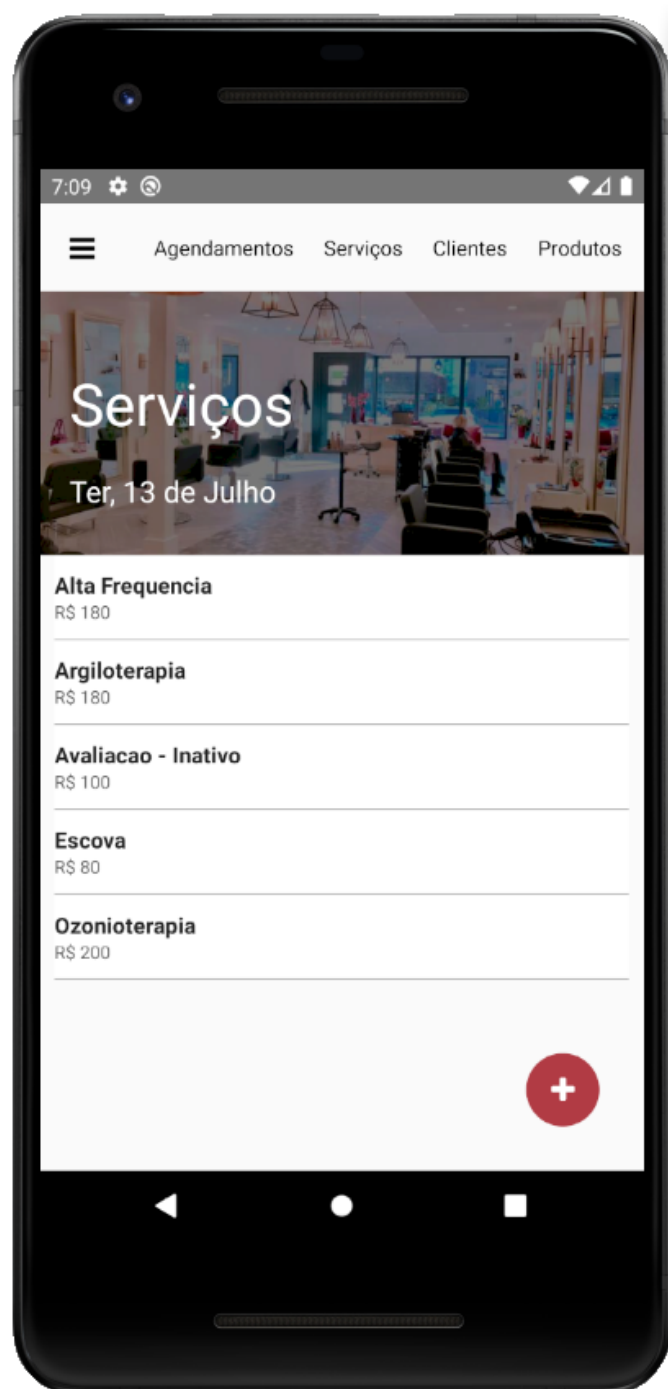 7:09
Agendamentos Serviços Clientes Produtos
Serviços
Ter, 13 de Julho
Alta Frequencia
R$ 180
Argiloterapia
R$ 180
Avaliacao - Inativo
R$ 100
Escova
R$ 80
Ozonioterapia
R$ 200